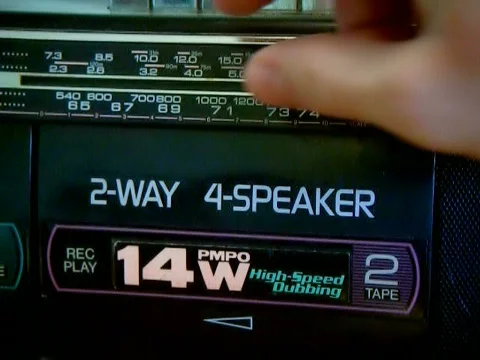 7.3 8.5 10.0 12.0 15.0
2.3 2.6 3.2 4.0 5.0
540 600 700 800 1000 1200
65 67 69 71 73 74
2-WAY 4-SPEAKER
REC PLAY
14W PMPO
High-Speed Dubbing
2 TAPE